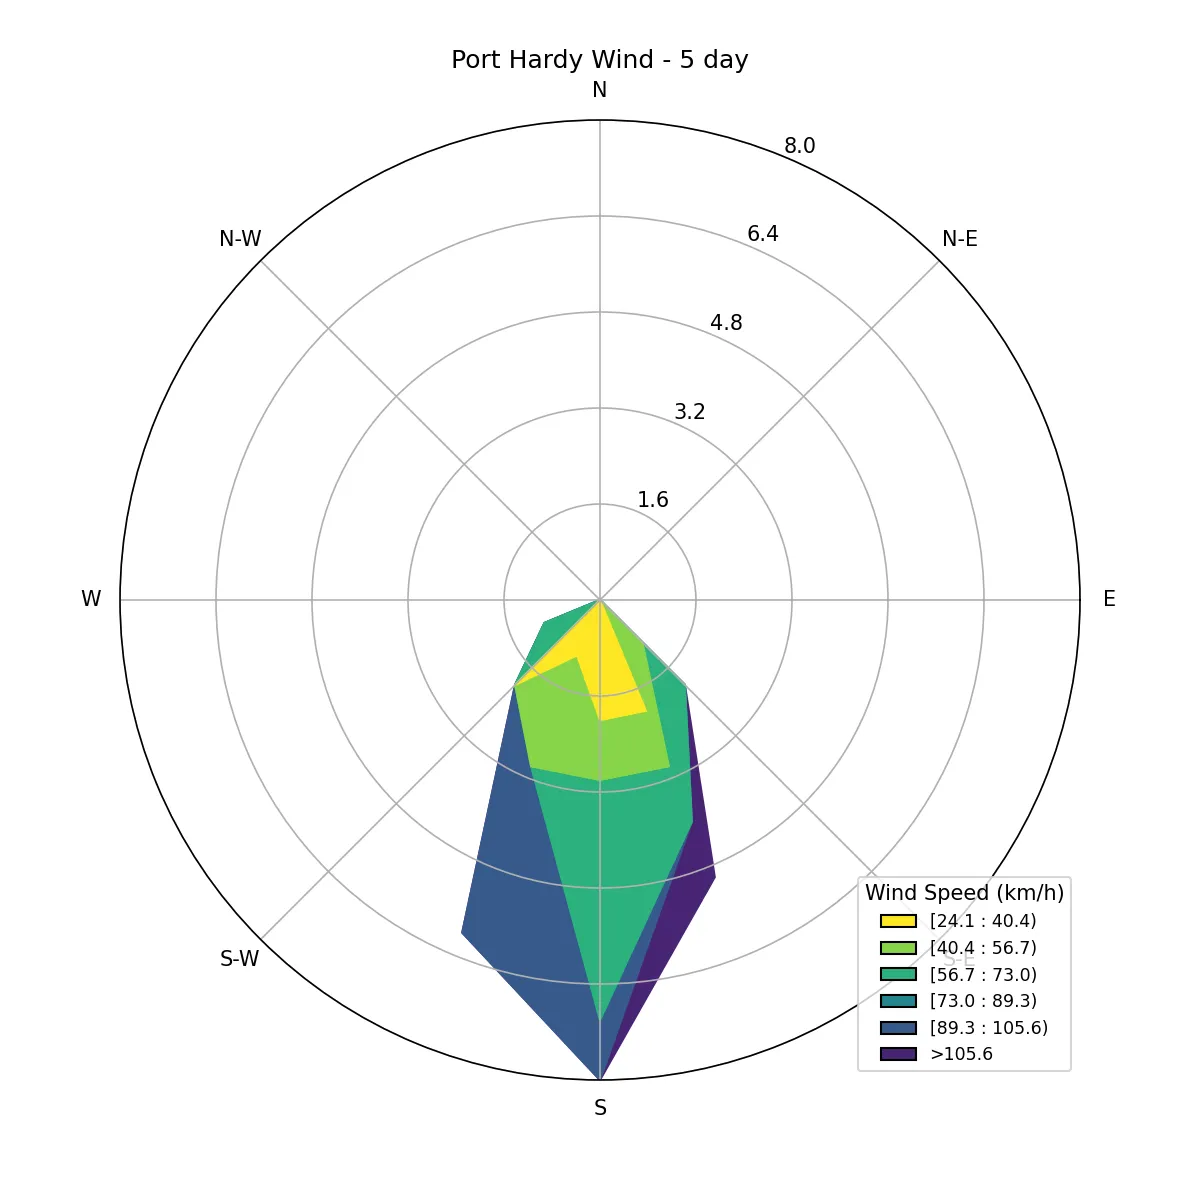 Port Hardy Wind - 5 day
N
8.0
N-W
6.4
N-E
4.8
3.2
1.6
W
E
S-W
S-E
Wind Speed (km/h)
[24.1 : 40.4)
[40.4 : 56.7)
[56.7 : 73.0)
[73.0 : 89.3)
[89.3 : 105.6)
>105.6
S